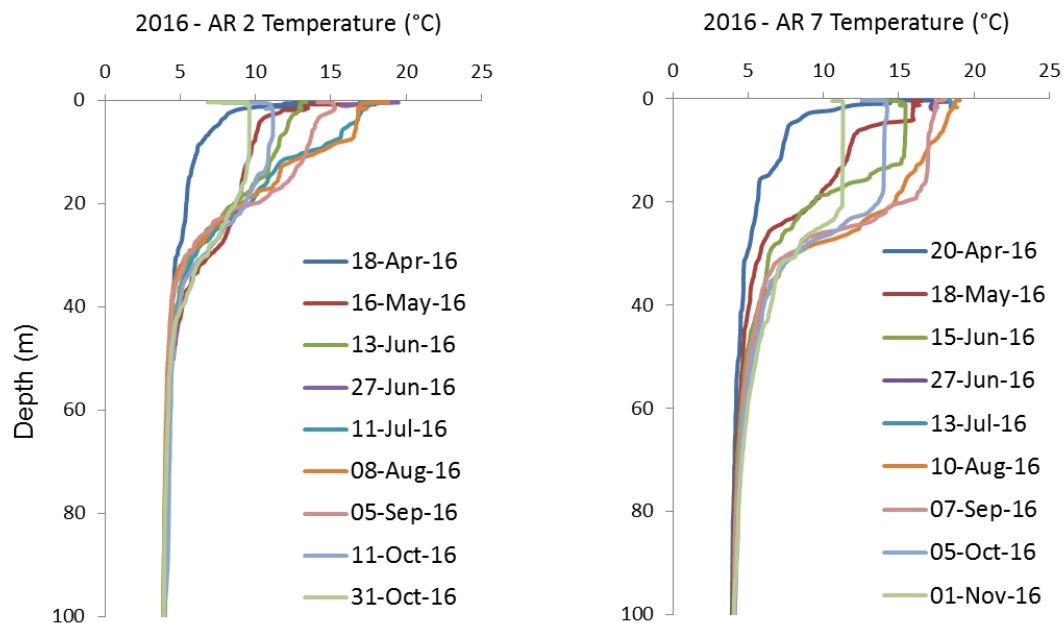 2016 - AR 2 Temperature (°C)
0 5 10 15 20 25
0
20
40
60
80
100
Depth (m)
18-Apr-16
16-May-16
13-Jun-16
27-Jun-16
11-Jul-16
08-Aug-16
05-Sep-16
11-Oct-16
31-Oct-16
2016 - AR 7 Temperature (°C)
0 5 10 15 20 25
0
20
40
60
80
100
20-Apr-16
18-May-16
15-Jun-16
27-Jun-16
13-Jul-16
10-Aug-16
07-Sep-16
05-Oct-16
01-Nov-16